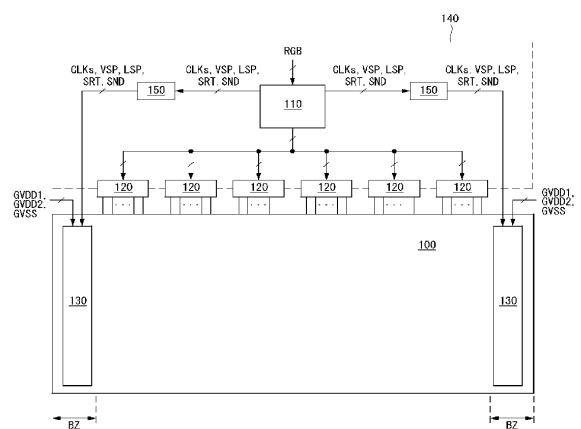 140
RGB
CLKs, VSP, LSP,
SRT, SND
CLKs, VSP, LSP,
SRT, SND
CLKs, VSP, LSP,
SRT, SND
CLKs, VSP, LSP,
SRT, SND
150
110
150
120
120
120
120
120
120
GVDD1,
GVDD2,
GVSS
GVDD1,
GVDD2,
GVSS
100
130
130
BZ
BZ